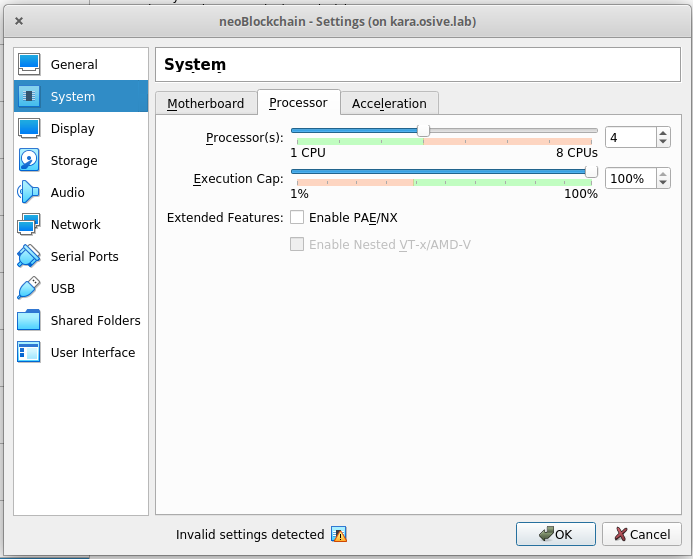 neoBlockchain - Settings (on kara.osive.lab)
General
System
Display
Storage
Audio
Network
Serial Ports
USB
Shared Folders
User Interface
System
Motherboard Processor Acceleration
Processor(s): 4
1 CPU 8 CPUs
Execution Cap: 100%
1% 100%
Extended Features: Enable PAE/NX
Enable Nested VT-x/AMD-V
Invalid settings detected OK Cancel